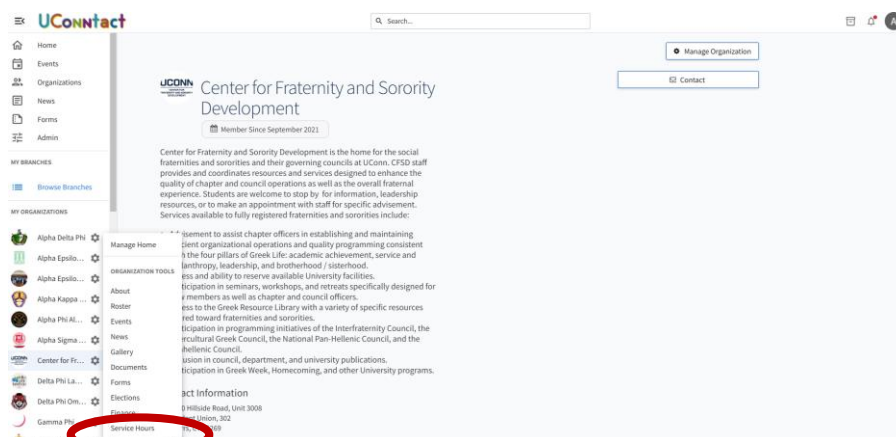 UConntact
Search...
A
Home
Events
Organizations
News
Forms
Admin
MY BRANCHES
Browse Branches
MY ORGANIZATIONS
Alpha Delta Phi
Alpha Epsilo...
Alpha Epsilo...
Alpha Kappa ...
Alpha Phi Al...
Alpha Sigma ...
Center for Fr...
Delta Phi La...
Delta Phi Om...
Gamma Phi
Manage Home
ORGANIZATION TOOLS
About
Roster
Events
News
Gallery
Documents
Forms
Elections
Finance
Service Hours
Manage Organization
Contact
UCONN
Center for Fraternity and Sorority
Development
Member Since September 2021
Center for Fraternity and Sorority Development is the home for the social
fraternities and sororities and their governing councils at UConn. CFSD staff
provides and coordinates resources and services designed to enhance the
quality of chapter and council operations as well as the overall fraternal
experience. Students are welcome to stop by for information, leadership
resources, or to make an appointment with staff for specific advisement.
Services available to fully registered fraternities and sororities include:
isement to assist chapter officers in establishing and maintaining
cient organizational operations and quality programming consistent
the four pillars of Greek Life: academic achievement, service and
anthropy, leadership, and brotherhood / sisterhood.
ess and ability to reserve available University facilities.
ticipation in seminars, workshops, and retreats specifically designed for
members as well as chapter and council officers.
ess to the Greek Resource Library with a variety of specific resources
red toward fraternities and sororities.
ticipation in programming initiatives of the Interfraternity Council, the
rcultural Greek Council, the National Pan-Hellenic Council, and the
hellenic Council.
usion in council, department, and university publications.
ticipation in Greek Week, Homecoming, and other University programs.
act Information
Hillside Road, Unit 3008
ent Union, 302
269